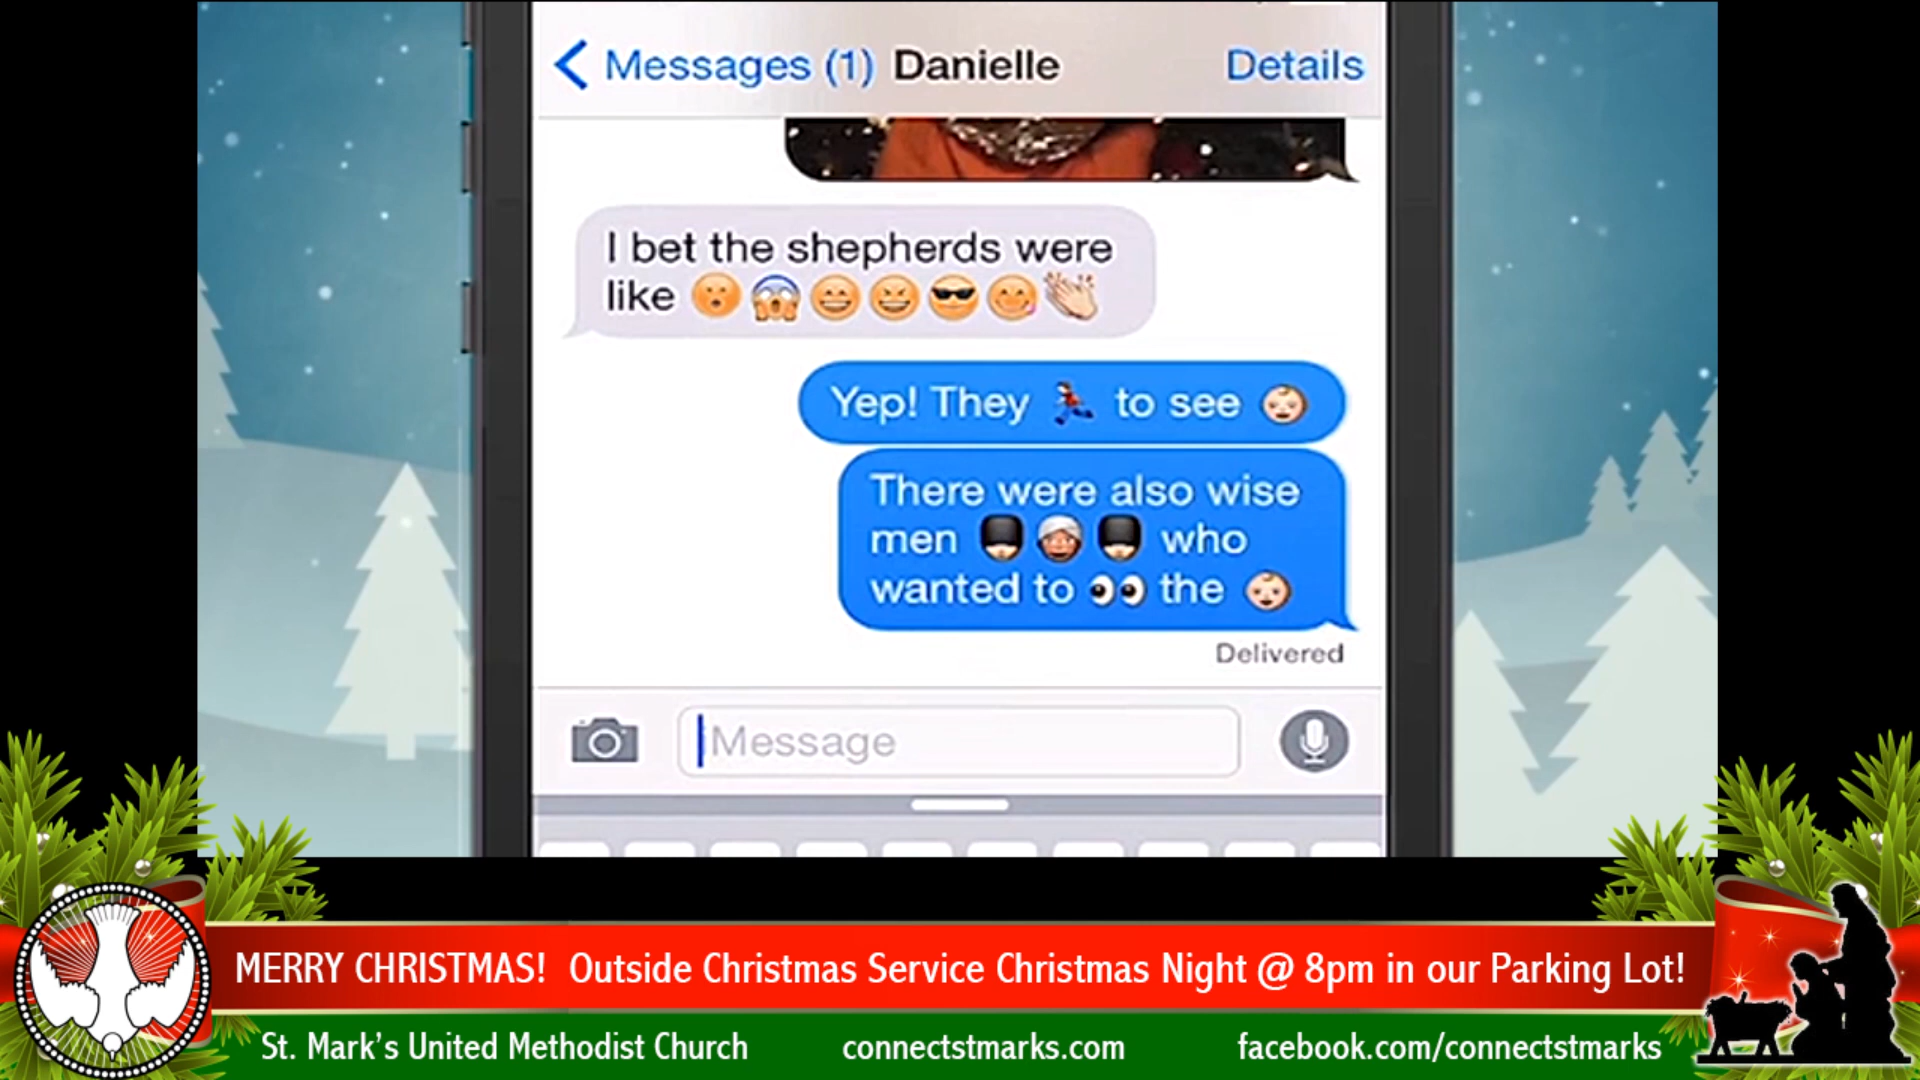 Messages (1) Danielle Details
I bet the shepherds were
like 😮😱😄😆😎😋👏
Yep! They 🏃 to see 👶
There were also wise
men 💂👳💂 who
wanted to 👀 the 👶
Delivered
Message
MERRY CHRISTMAS! Outside Christmas Service Christmas Night @ 8pm in our Parking Lot!
St. Mark's United Methodist Church connectstmarks.com facebook.com/connectstmarks